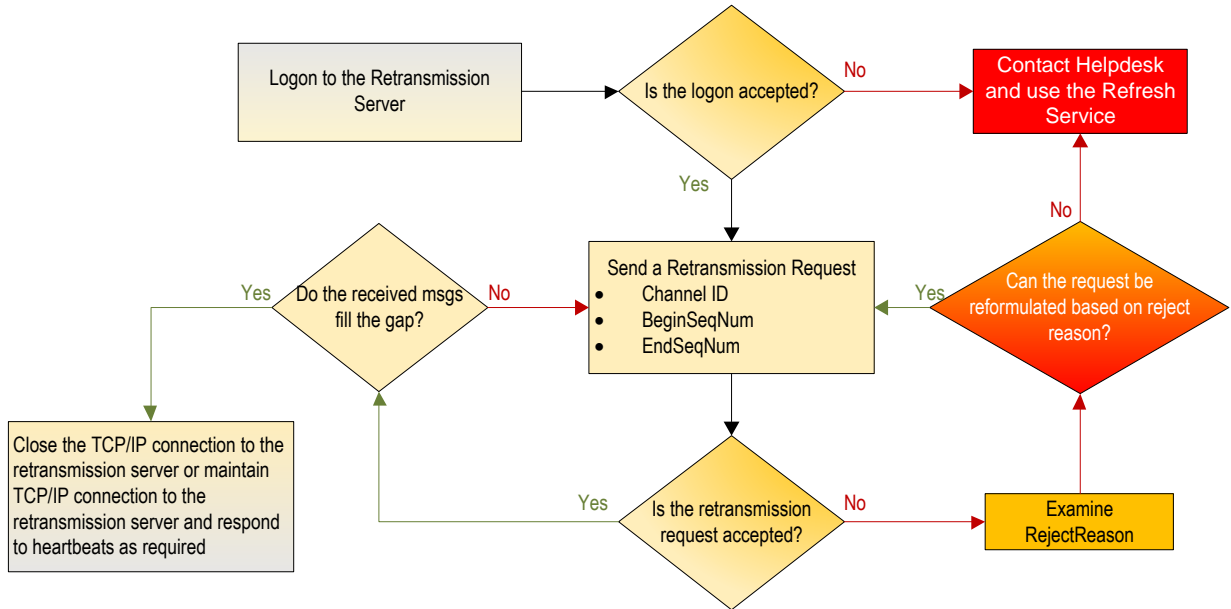 Logon to the Retransmission
Server
Is the logon accepted?
No
Contact Helpdesk
and use the Refresh
Service
Yes
No
Send a Retransmission Request
• Channel ID
• BeginSeqNum
• EndSeqNum
Yes
Do the received msgs
fill the gap?
No
Yes
Can the request be
reformulated based on reject
reason?
Close the TCP/IP connection to the
retransmission server or maintain
TCP/IP connection to the
retransmission server and respond
to heartbeats as required
Yes
Is the retransmission
request accepted?
No
Examine
RejectReason